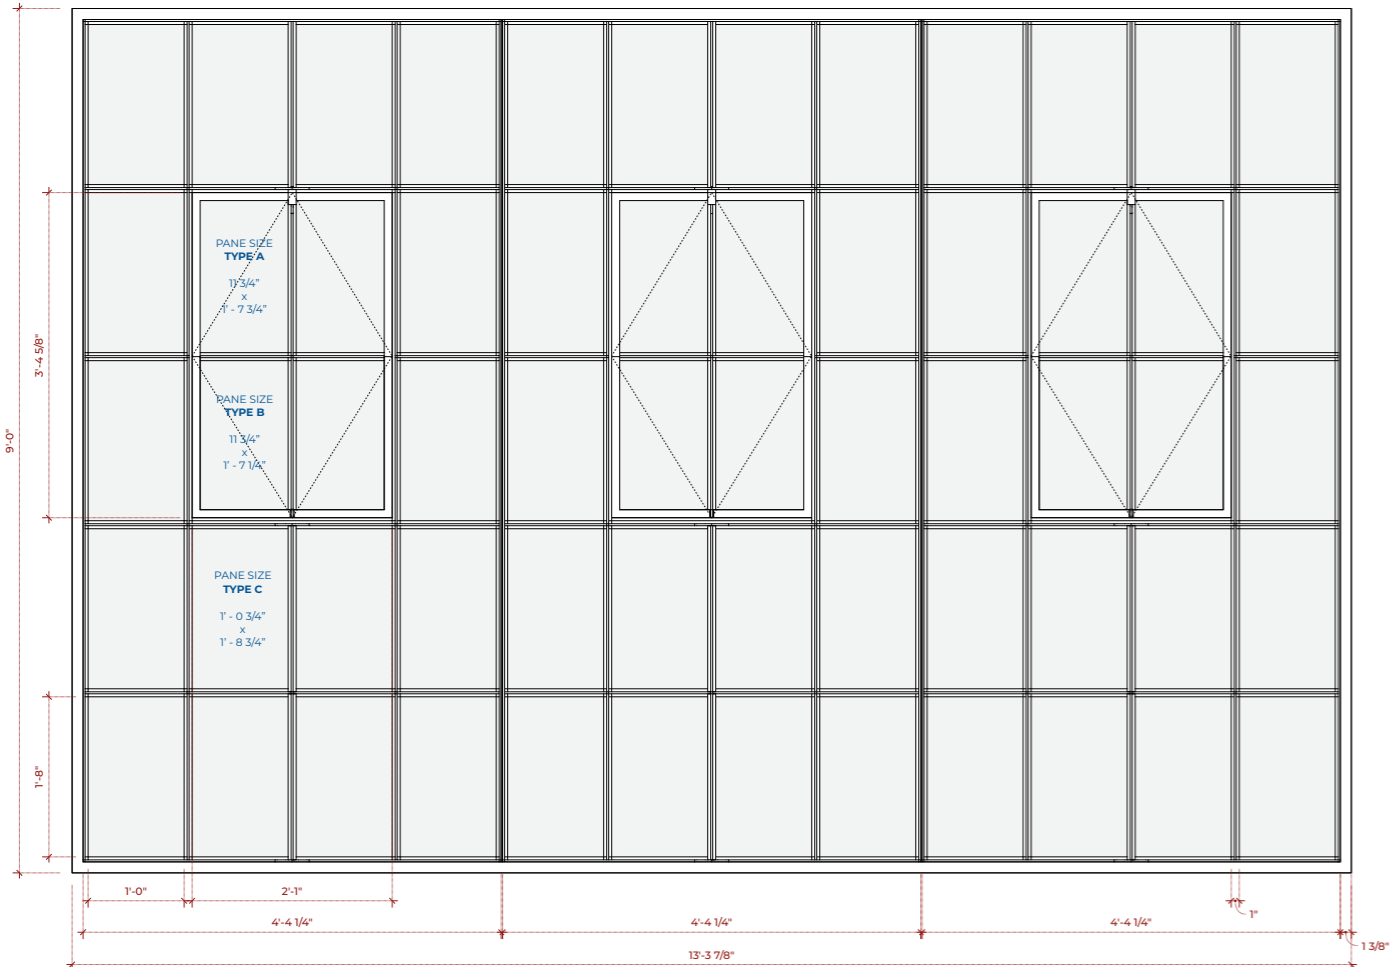 PANE SIZE
TYPE A
11 3/4"
x
1' - 7 3/4"
3'-4 5/8"
PANE SIZE
TYPE B
11 3/4"
x
1' - 7 1/4"
9'-0"
PANE SIZE
TYPE C
1' - 0 3/4"
x
1' - 8 3/4"
1'-8"
1'-0"
2'-1"
1"
4'-4 1/4"
4'-4 1/4"
4'-4 1/4"
1 3/8"
13'-3 7/8"